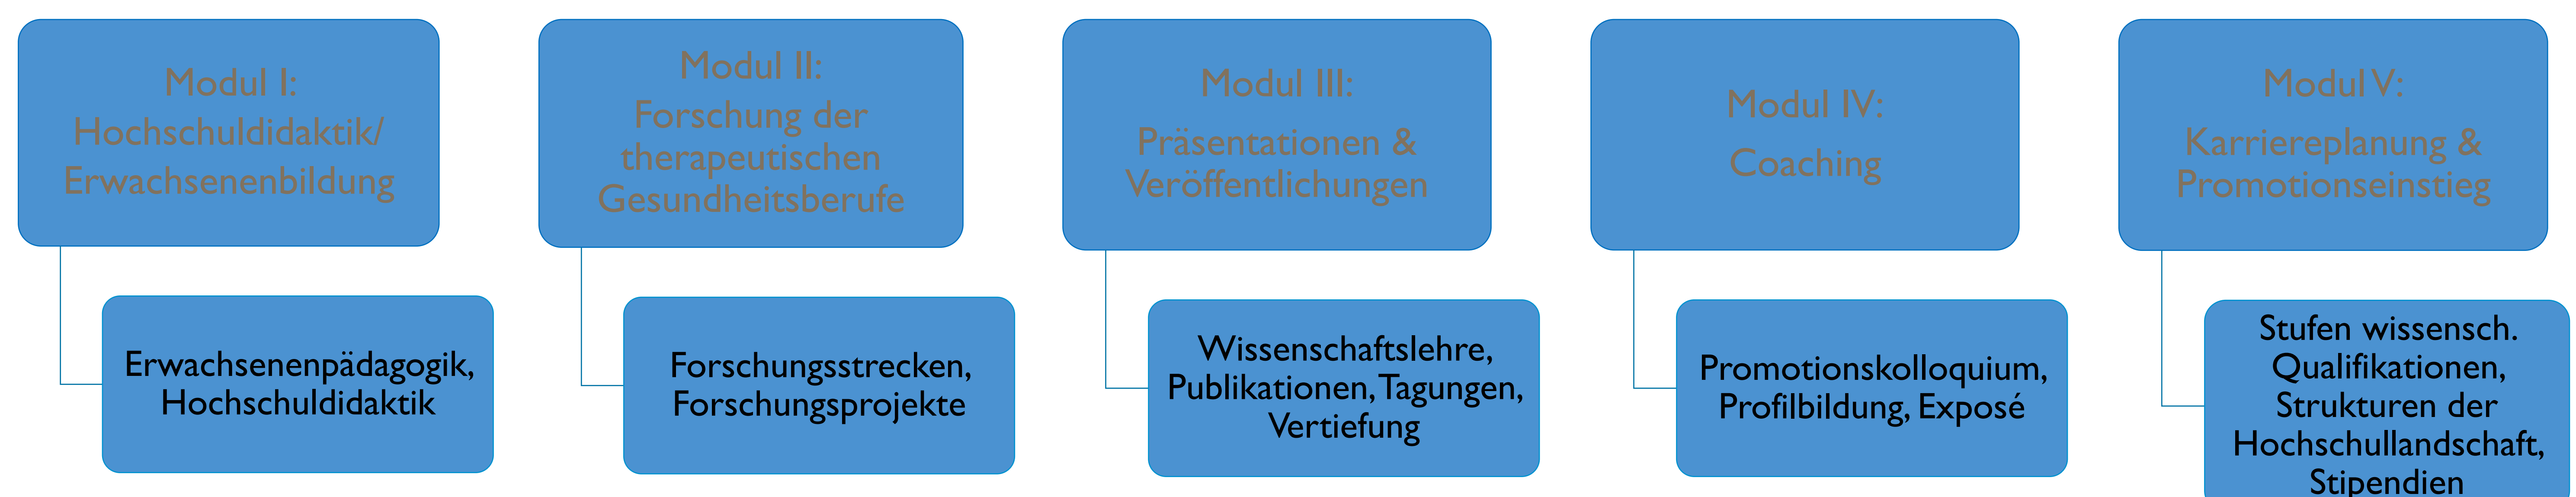 Modul I:
Hochschuldidaktik/
Erwachsenenbildung
Erwachsenenpädagogik,
Hochschuldidaktik
Modul II:
Forschung der
therapeutischen
Gesundheitsberufe
Forschungsstrecken,
Forschungsprojekte
Modul III:
Präsentationen &
Veröffentlichungen
Wissenschaftslehre,
Publikationen, Tagungen,
Vertiefung
Modul IV:
Coaching
Promotionskolloquium,
Profilbildung, Exposé
Modul V:
Karriereplanung &
Promotionseinstieg
Stufen wissensch.
Qualifikationen,
Strukturen der
Hochschullandschaft,
Stipendien